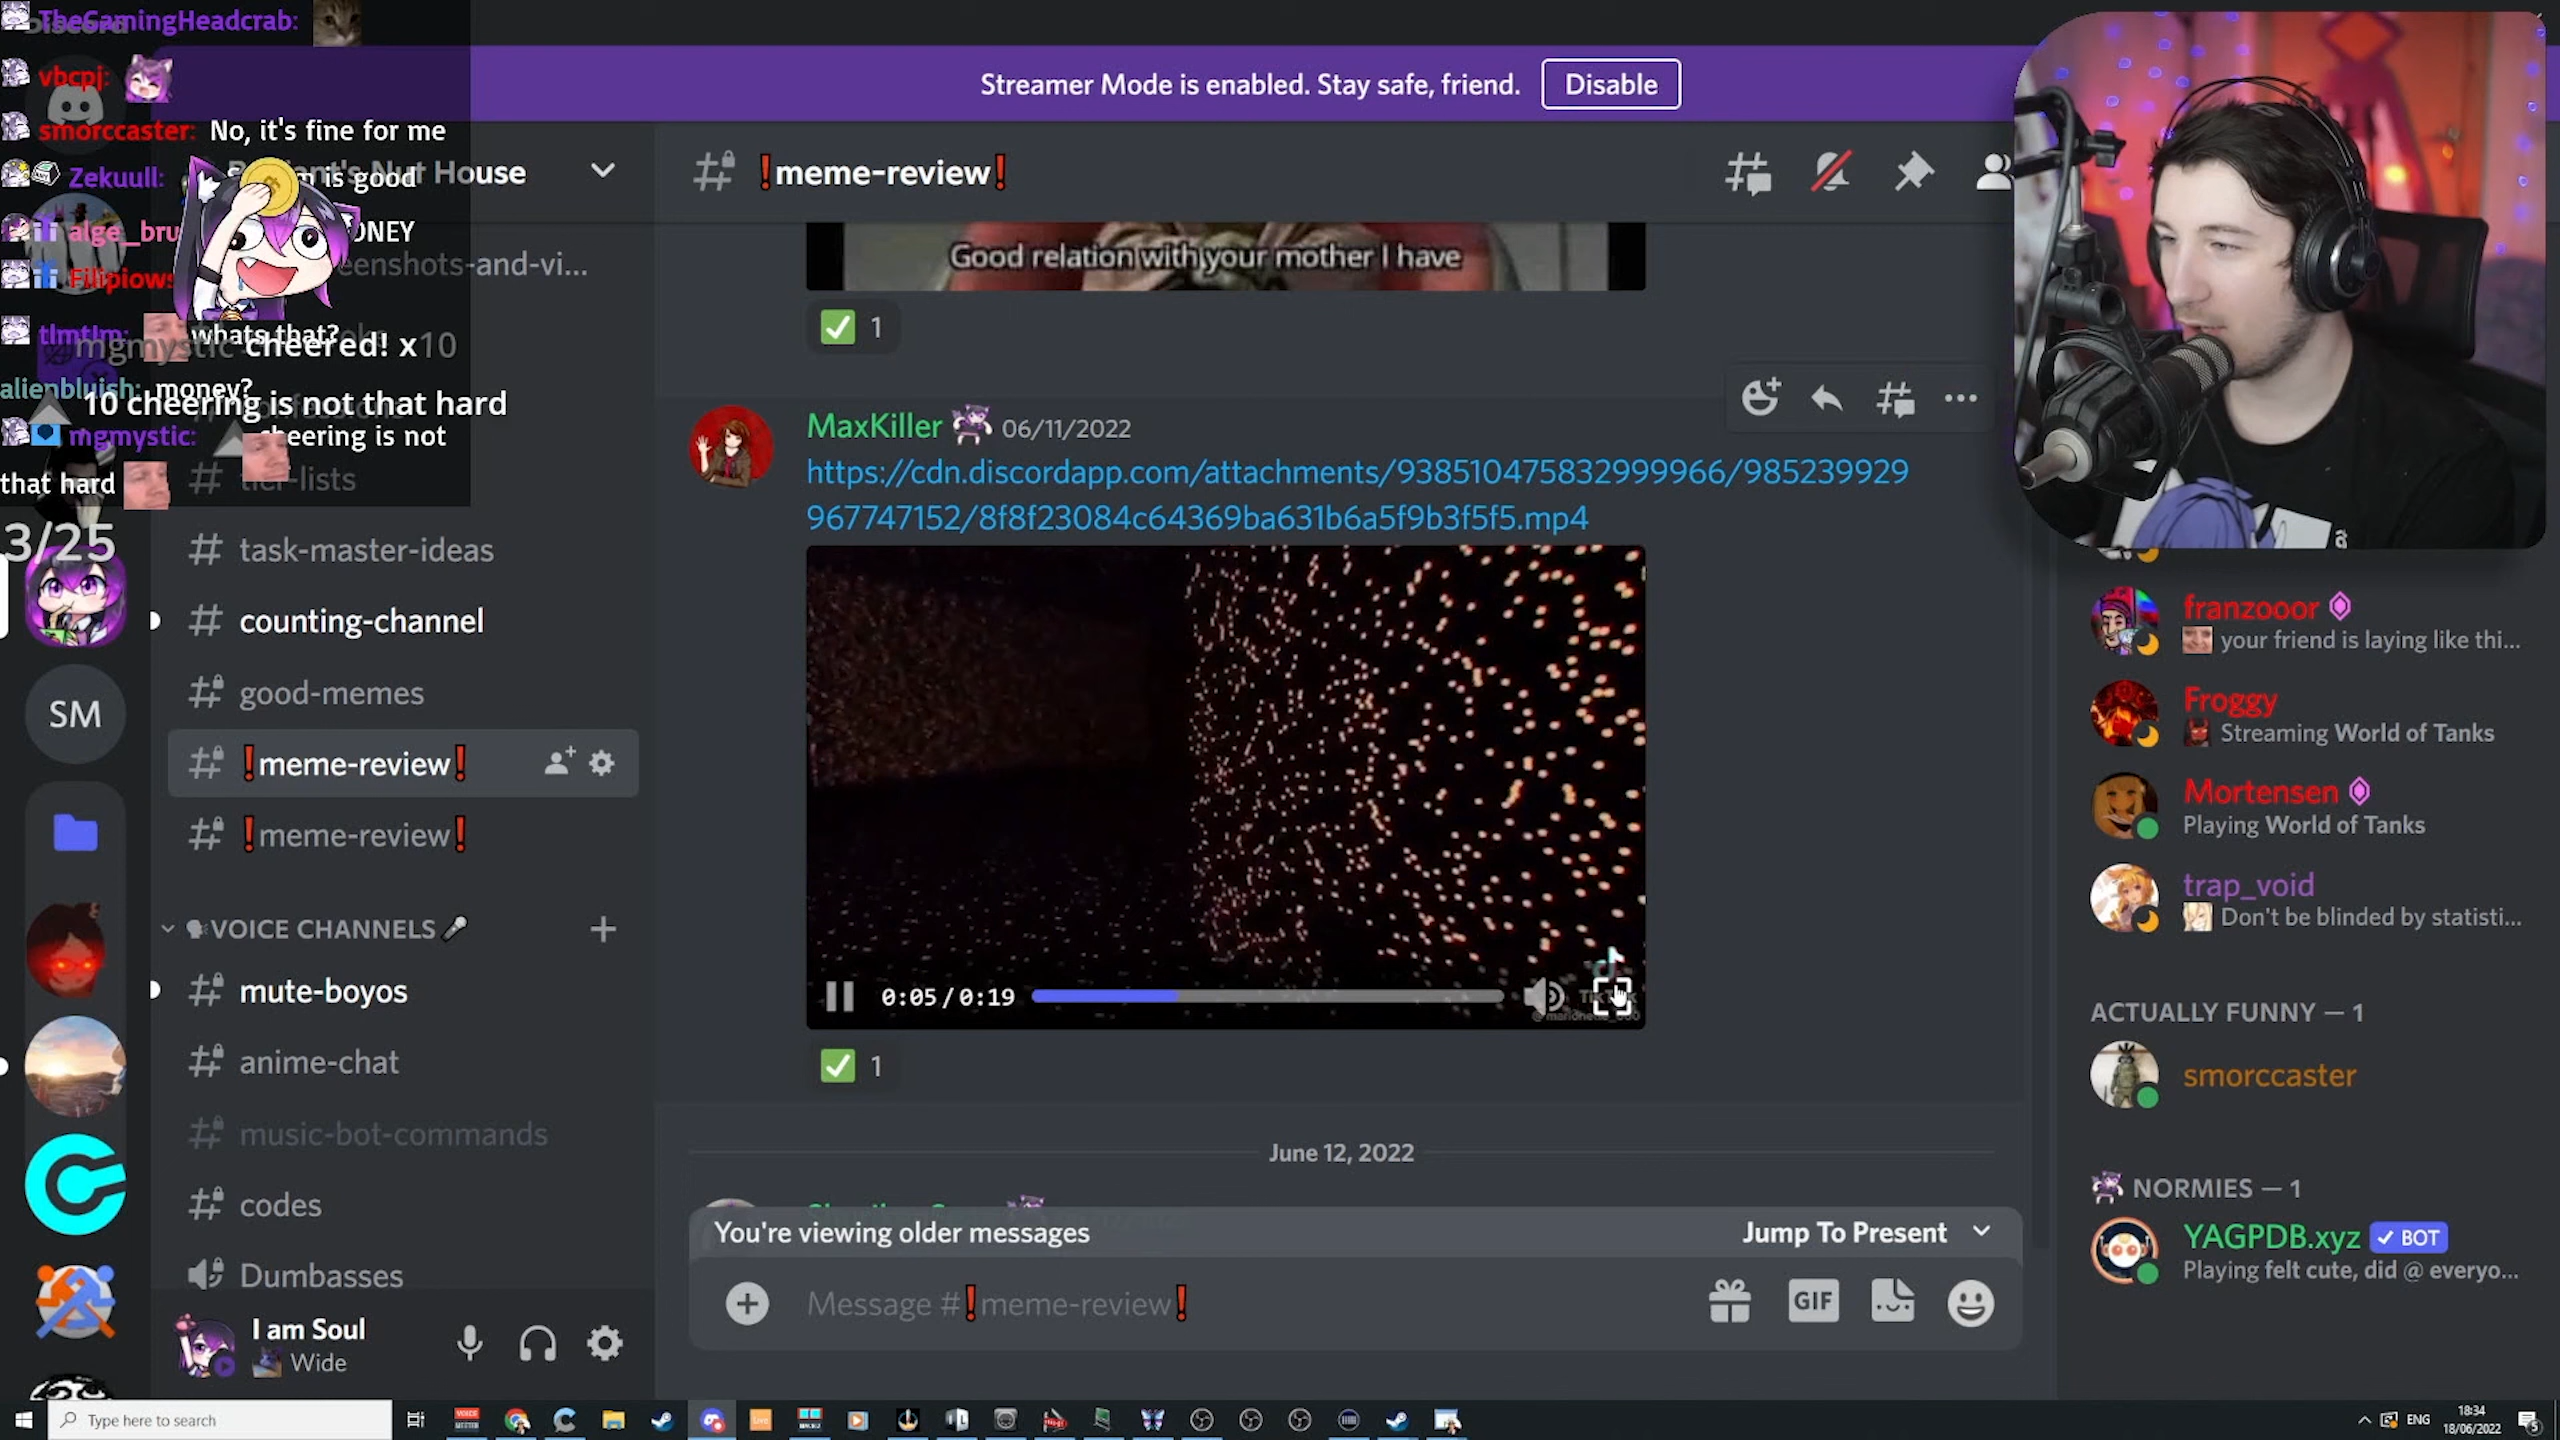 TheGamingHeadcrab:
Discord
vbcpj:
smorccaster: No, it's fine for me
Zekuull: is good
Nut House
alge_bru
ONEY
eenshots-and-vi...
Filipiows
tlmtlm: whats that?
mgmystic cheered! x10
alienbluish: money?
10 cheering is not that hard
mgmystic: cheering is not
that hard
tier-lists
3/25
task-master-ideas
counting-channel
SM
good-memes
❗meme-review❗
❗meme-review❗
VOICE CHANNELS
mute-boyos
anime-chat
music-bot-commands
codes
Dumbasses
I am Soul
Wide
Streamer Mode is enabled. Stay safe, friend.
Disable
❗meme-review❗
Good relation with your mother I have
1
MaxKiller 06/11/2022
https://cdn.discordapp.com/attachments/938510475832999966/985239929
967747152/8f8f23084c64369ba631b6a5f9b3f5f5.mp4
0:05/0:19
1
June 12, 2022
You're viewing older messages
Jump To Present
Message #❗meme-review❗
GIF
franzooor
your friend is laying like thi...
Froggy
Streaming World of Tanks
Mortensen
Playing World of Tanks
trap_void
Don't be blinded by statisti...
ACTUALLY FUNNY — 1
smorccaster
NORMIES — 1
YAGPDB.xyz BOT
Playing felt cute, did @ everyo...
Type here to search
ENG
18:34
18/06/2022